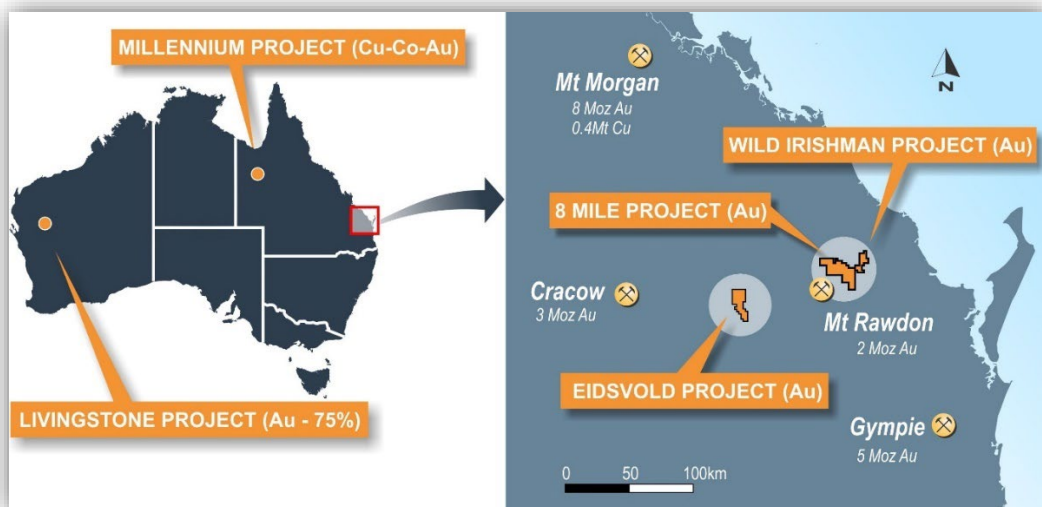 MILLENNIUM PROJECT (Cu-Co-Au)
LIVINGSTONE PROJECT (Au - 75%)
Mt Morgan
8 Moz Au
0.4Mt Cu
N
WILD IRISHMAN PROJECT (Au)
8 MILE PROJECT (Au)
Cracow
3 Moz Au
Mt Rawdon
2 Moz Au
EIDSVOLD PROJECT (Au)
Gympie
5 Moz Au
0 50 100km